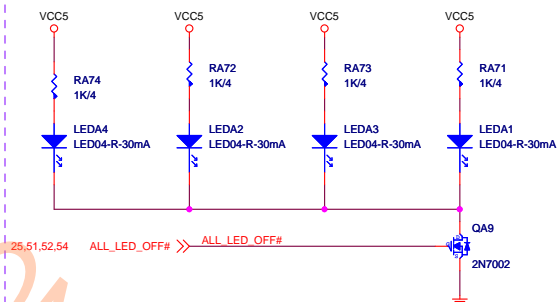 VCC5 VCC5 VCC5 VCC5
RA74 RA72 RA73 RA71
1K/4 1K/4 1K/4 1K/4
LEDA4 LEDA2 LEDA3 LEDA1
LED04-R-30mA LED04-R-30mA LED04-R-30mA LED04-R-30mA
QA9
25,51,52,54 ALL_LED_OFF# ALL_LED_OFF#
2N7002